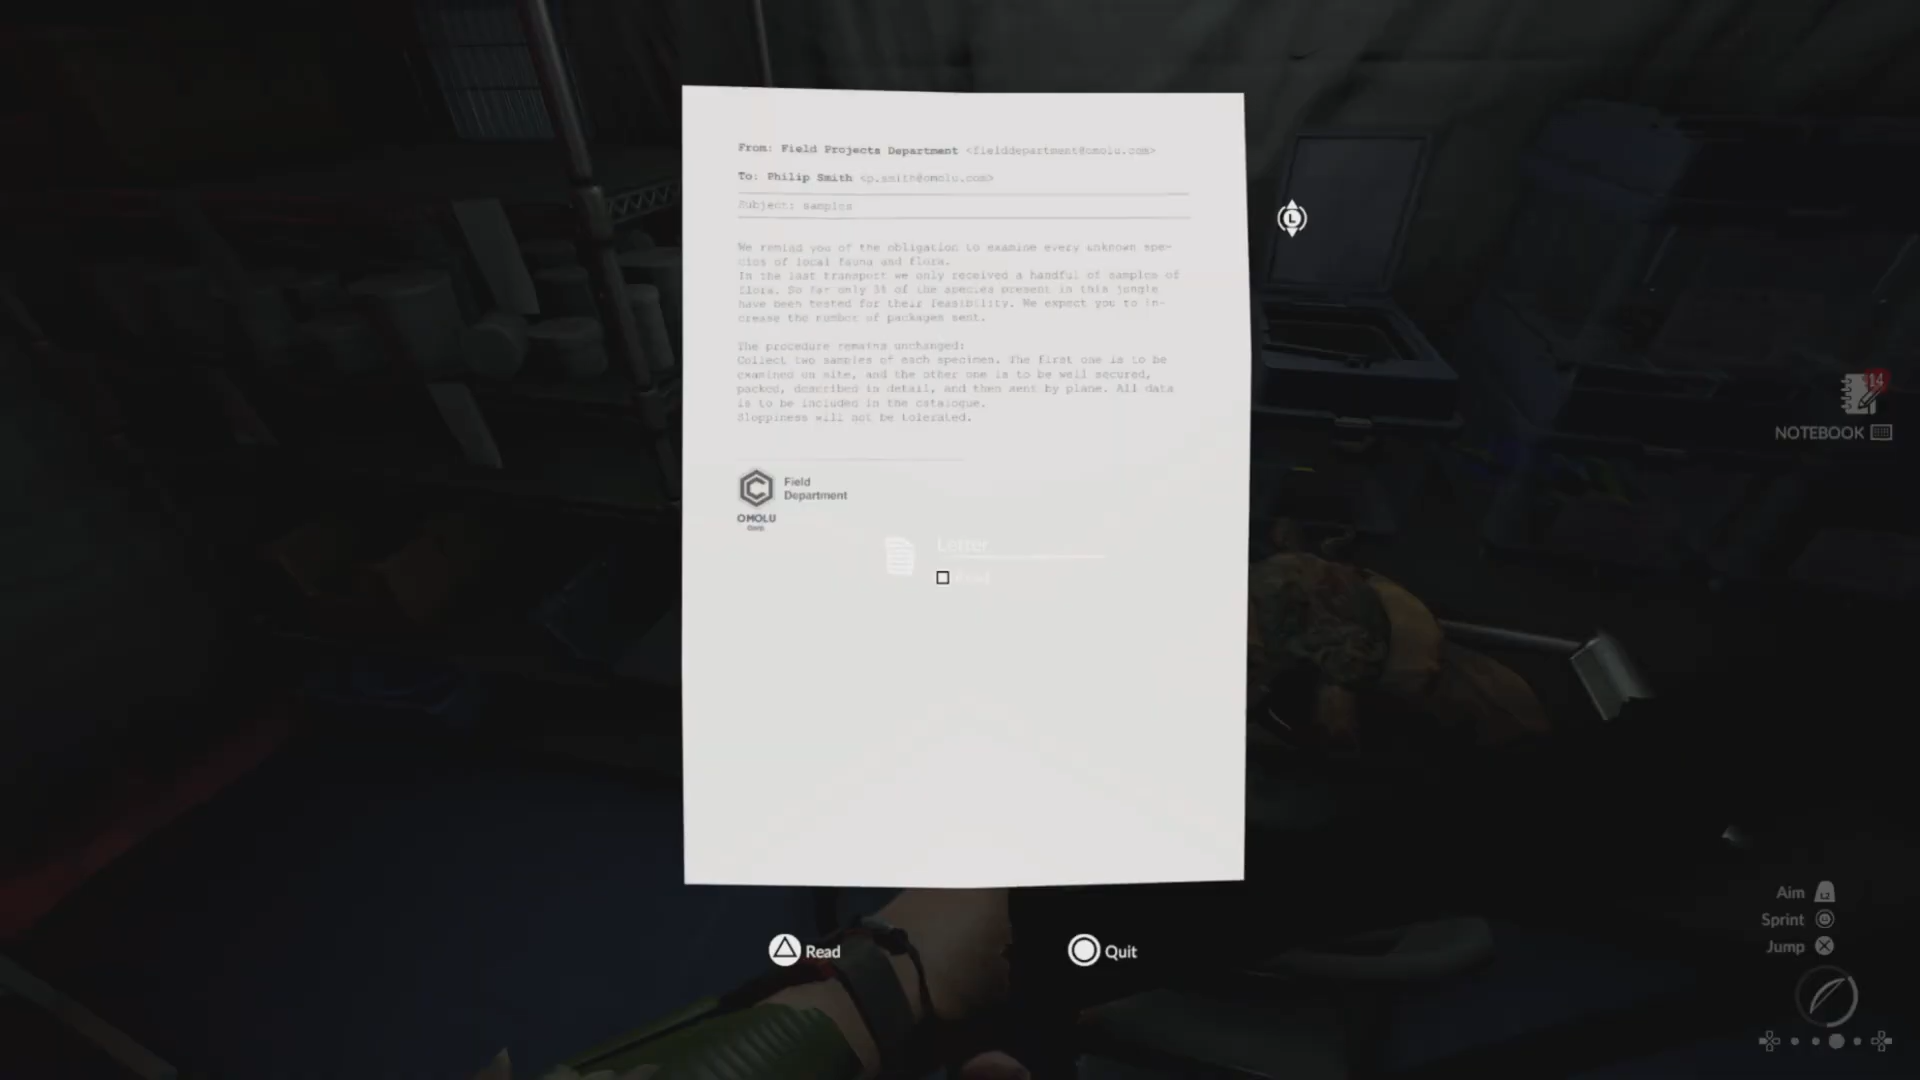 From: Field Projects Department <fielddepartment@omolu.com>
To: Philip Smith <p.smith@omolu.com>
Subject: samples
We remind you of the obligation to examine every unknown spe-
cies of local fauna and flora.
In the last transport we only received a handful of samples of
flora. So far only 3% of the species present in this jungle
have been tested for their feasibility. We expect you to in-
crease the number of packages sent.
The procedure remains unchanged:
Collect two samples of each specimen. The first one is to be
examined on site, and the other one is to be well secured,
packed, described in detail, and then sent by plane. All data
is to be included in the catalogue.
Sloppiness will not be tolerated.
Field
Department
OMOLU
Corp
Letter
Read
L
14
NOTEBOOK
Aim L2
Sprint
Jump
Read
Quit